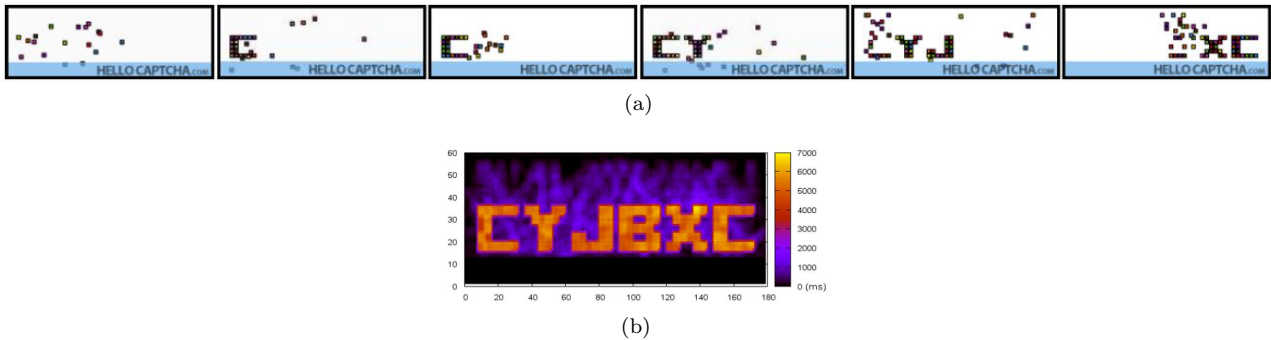 C HELLO CAPTCHA.COM
HELLO CAPTCHA.COM
C HELLO CAPTCHA.COM
CY HELLO CAPTCHA.COM
YJ HELLO CAPTCHA.COM
XC HELLO CAPTCHA.COM
(a)
60
50
40
30
20
10
0
CYJBXC
0 20 40 60 80 100 120 140 160 180
7000
6000
5000
4000
3000
2000
1000
0 (ms)
(b)